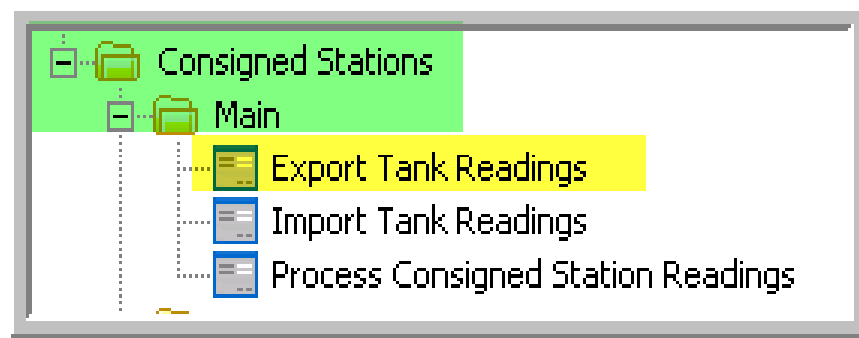 Consigned Stations
Main
Export Tank Readings
Import Tank Readings
Process Consigned Station Readings